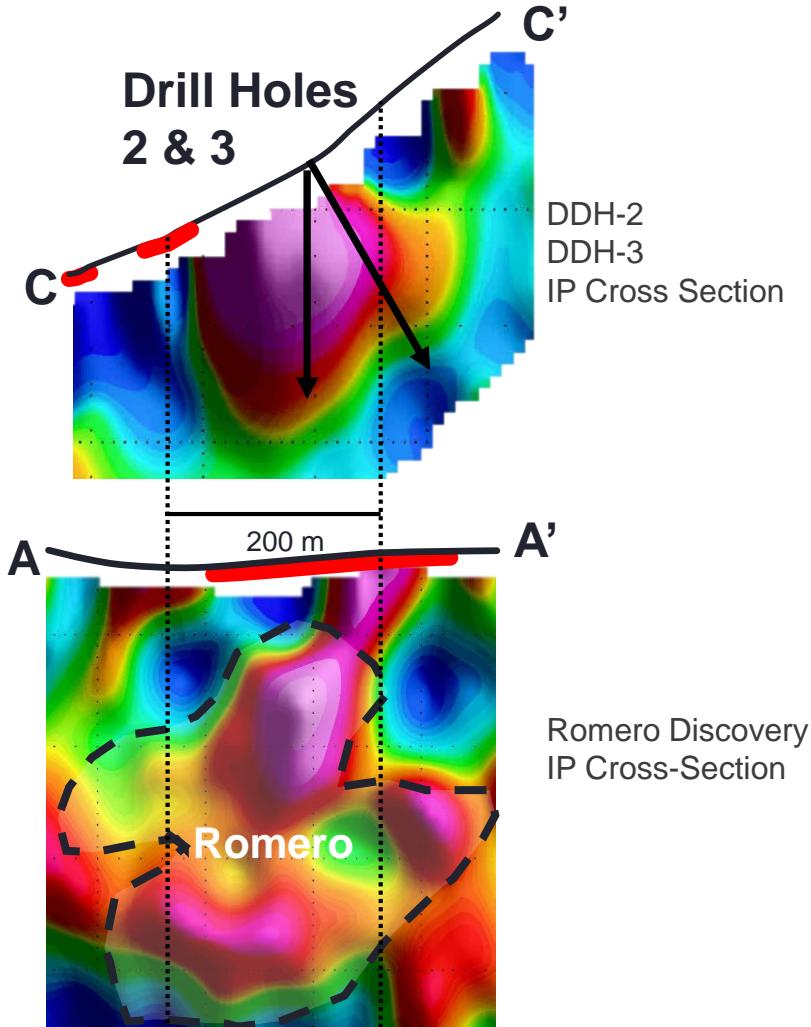 C’
Drill Holes
2 & 3
DDH-2
DDH-3
IP Cross Section
C
200 m
A
A’
Romero Discovery
IP Cross-Section
Romero